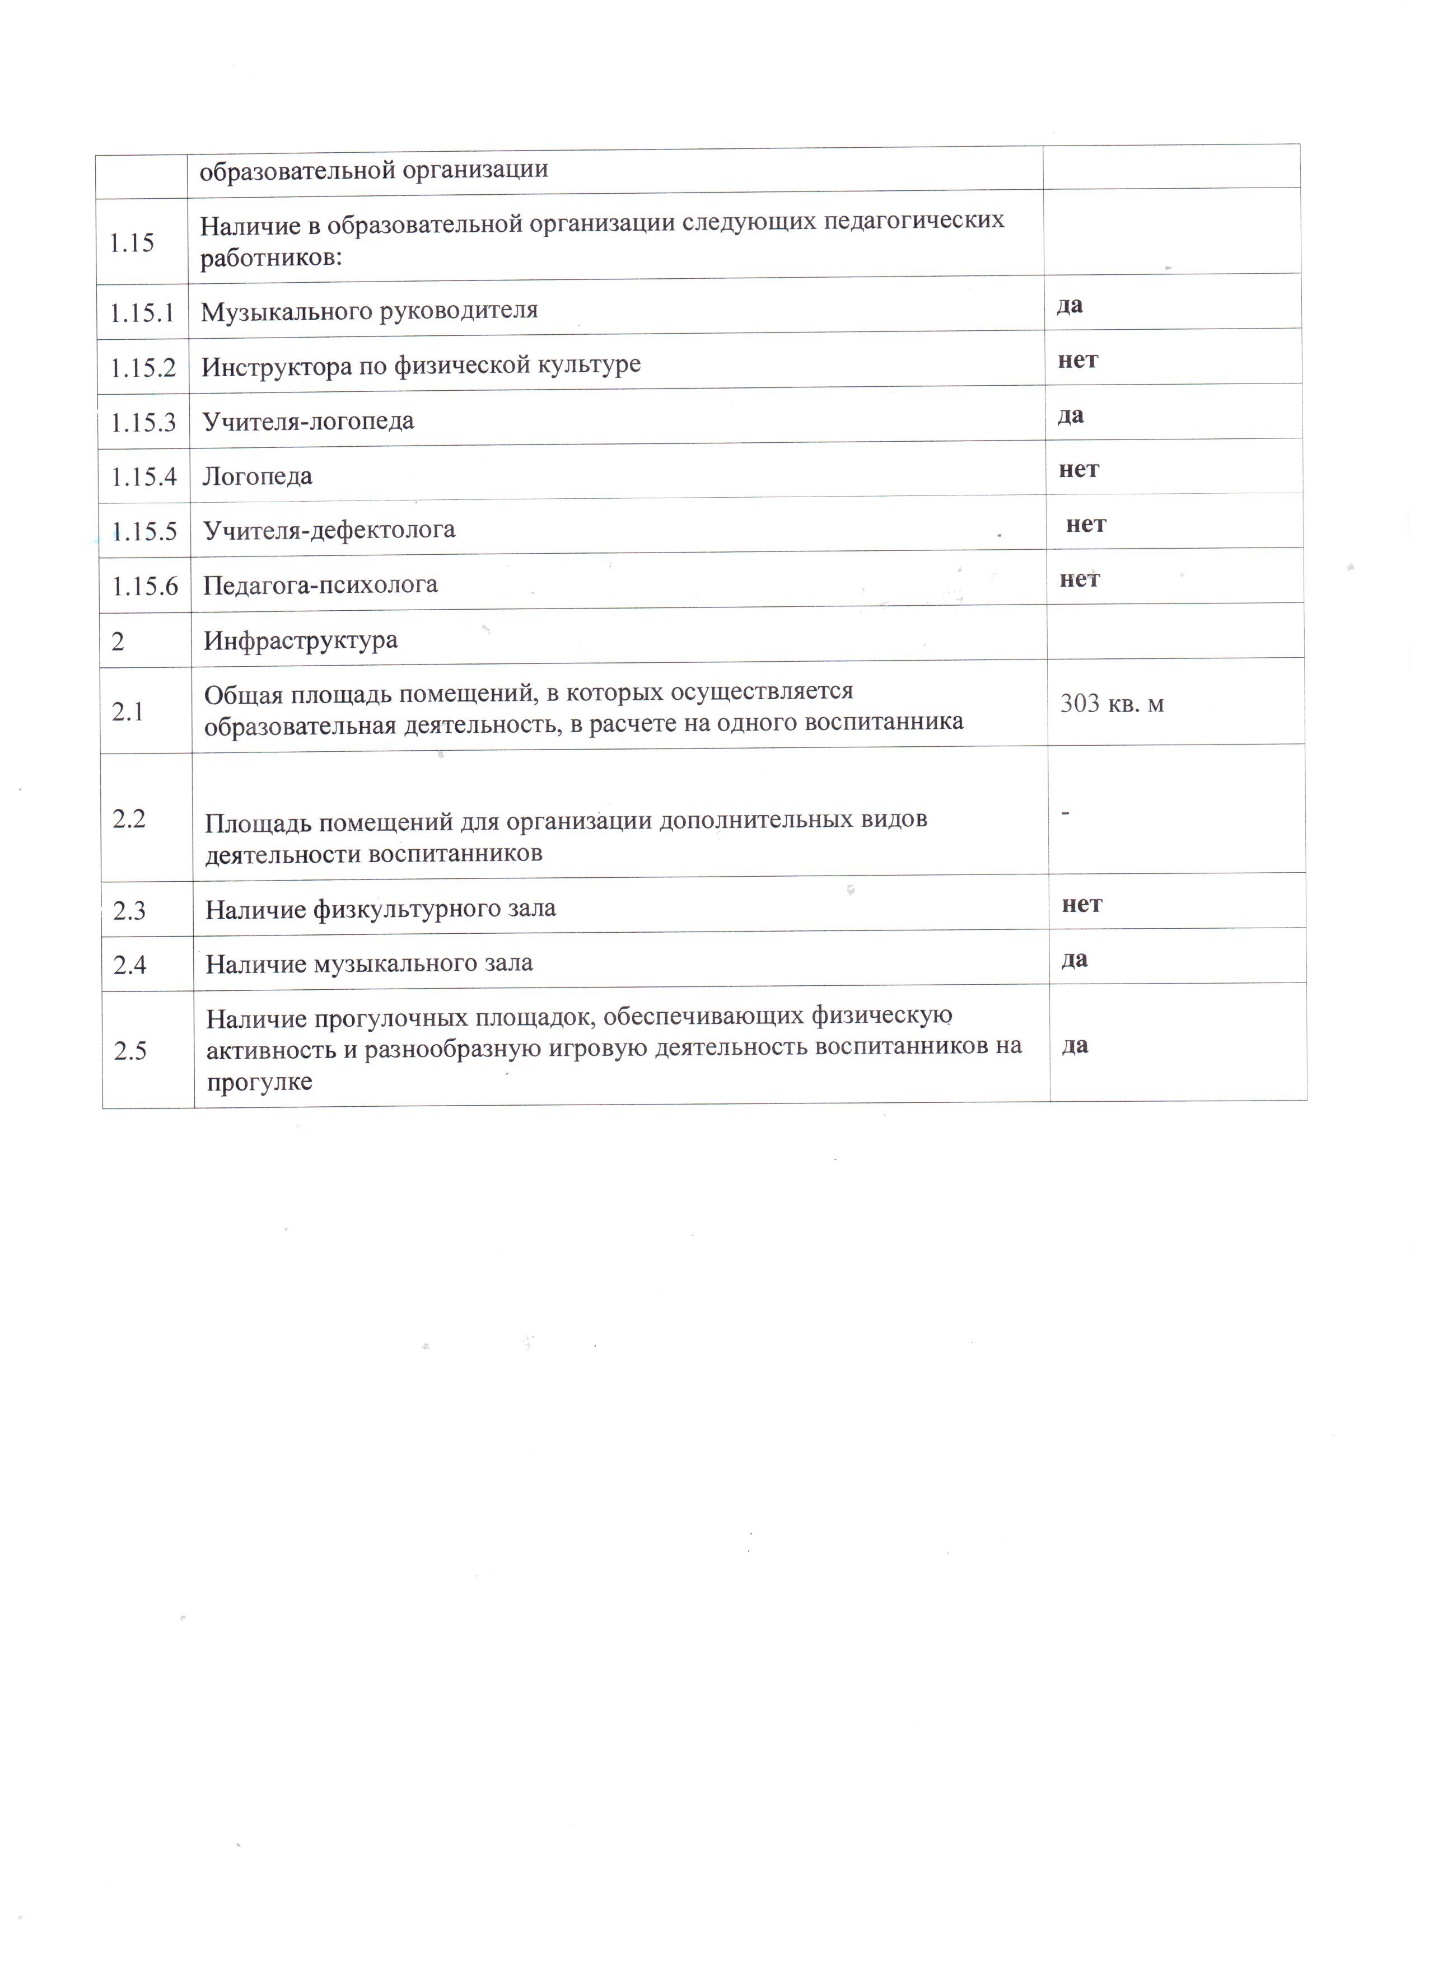 образовательной организации
1.15
Наличие в образовательной организации следующих педагогических
работников:
1.15.1 Музыкального руководителя да
1.15.2 Инструктора по физической культуре нет
1.15.3 Учителя-логопеда да
1.15.4 Логопеда нет
1.15.5 Учителя-дефектолога нет
1.15.6 Педагога-психолога нет
2 Инфраструктура
2.1
Общая площадь помещений, в которых осуществляется
образовательная деятельность, в расчете на одного воспитанника
303 кв. м
2.2
Площадь помещений для организации дополнительных видов
деятельности воспитанников
-
2.3 Наличие физкультурного зала нет
2.4 Наличие музыкального зала да
2.5
Наличие прогулочных площадок, обеспечивающих физическую
активность и разнообразную игровую деятельность воспитанников на
прогулке
да